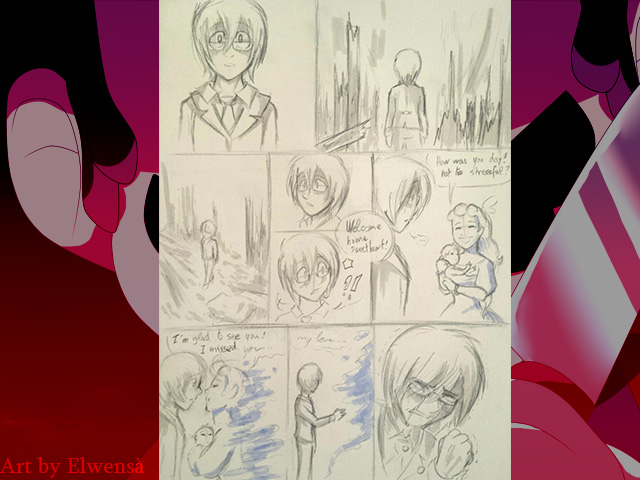 How was you day?
not to stressful?
Welcome
home
sweetheart!
!!
I'm glad to see you!
I missed you
my love...
Art by Elwensà